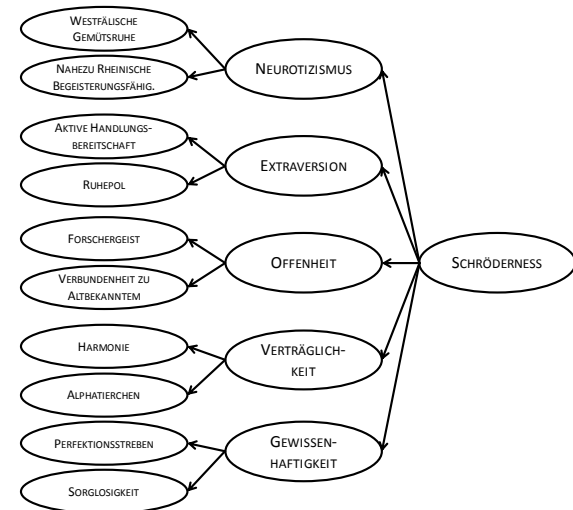 WESTFÄLISCHE
GEMÜTSRUHE
NAHEZU RHEINISCHE
BEGEISTERUNGSFÄHIG.
NEUROTIZISMUS
AKTIVE HANDLUNGS-
BEREITSCHAFT
RUHEPOL
EXTRAVERSION
FORSCHERGEIST
VERBUNDENHEIT ZU
ALTBEKANNTEM
OFFENHEIT
SCHRÖDERNESS
HARMONIE
ALPHATIERCHEN
VERTRÄGLICH-
KEIT
PERFEKTIONSSTREBEN
SORGLOSIGKEIT
GEWISSEN-
HAFTIGKEIT